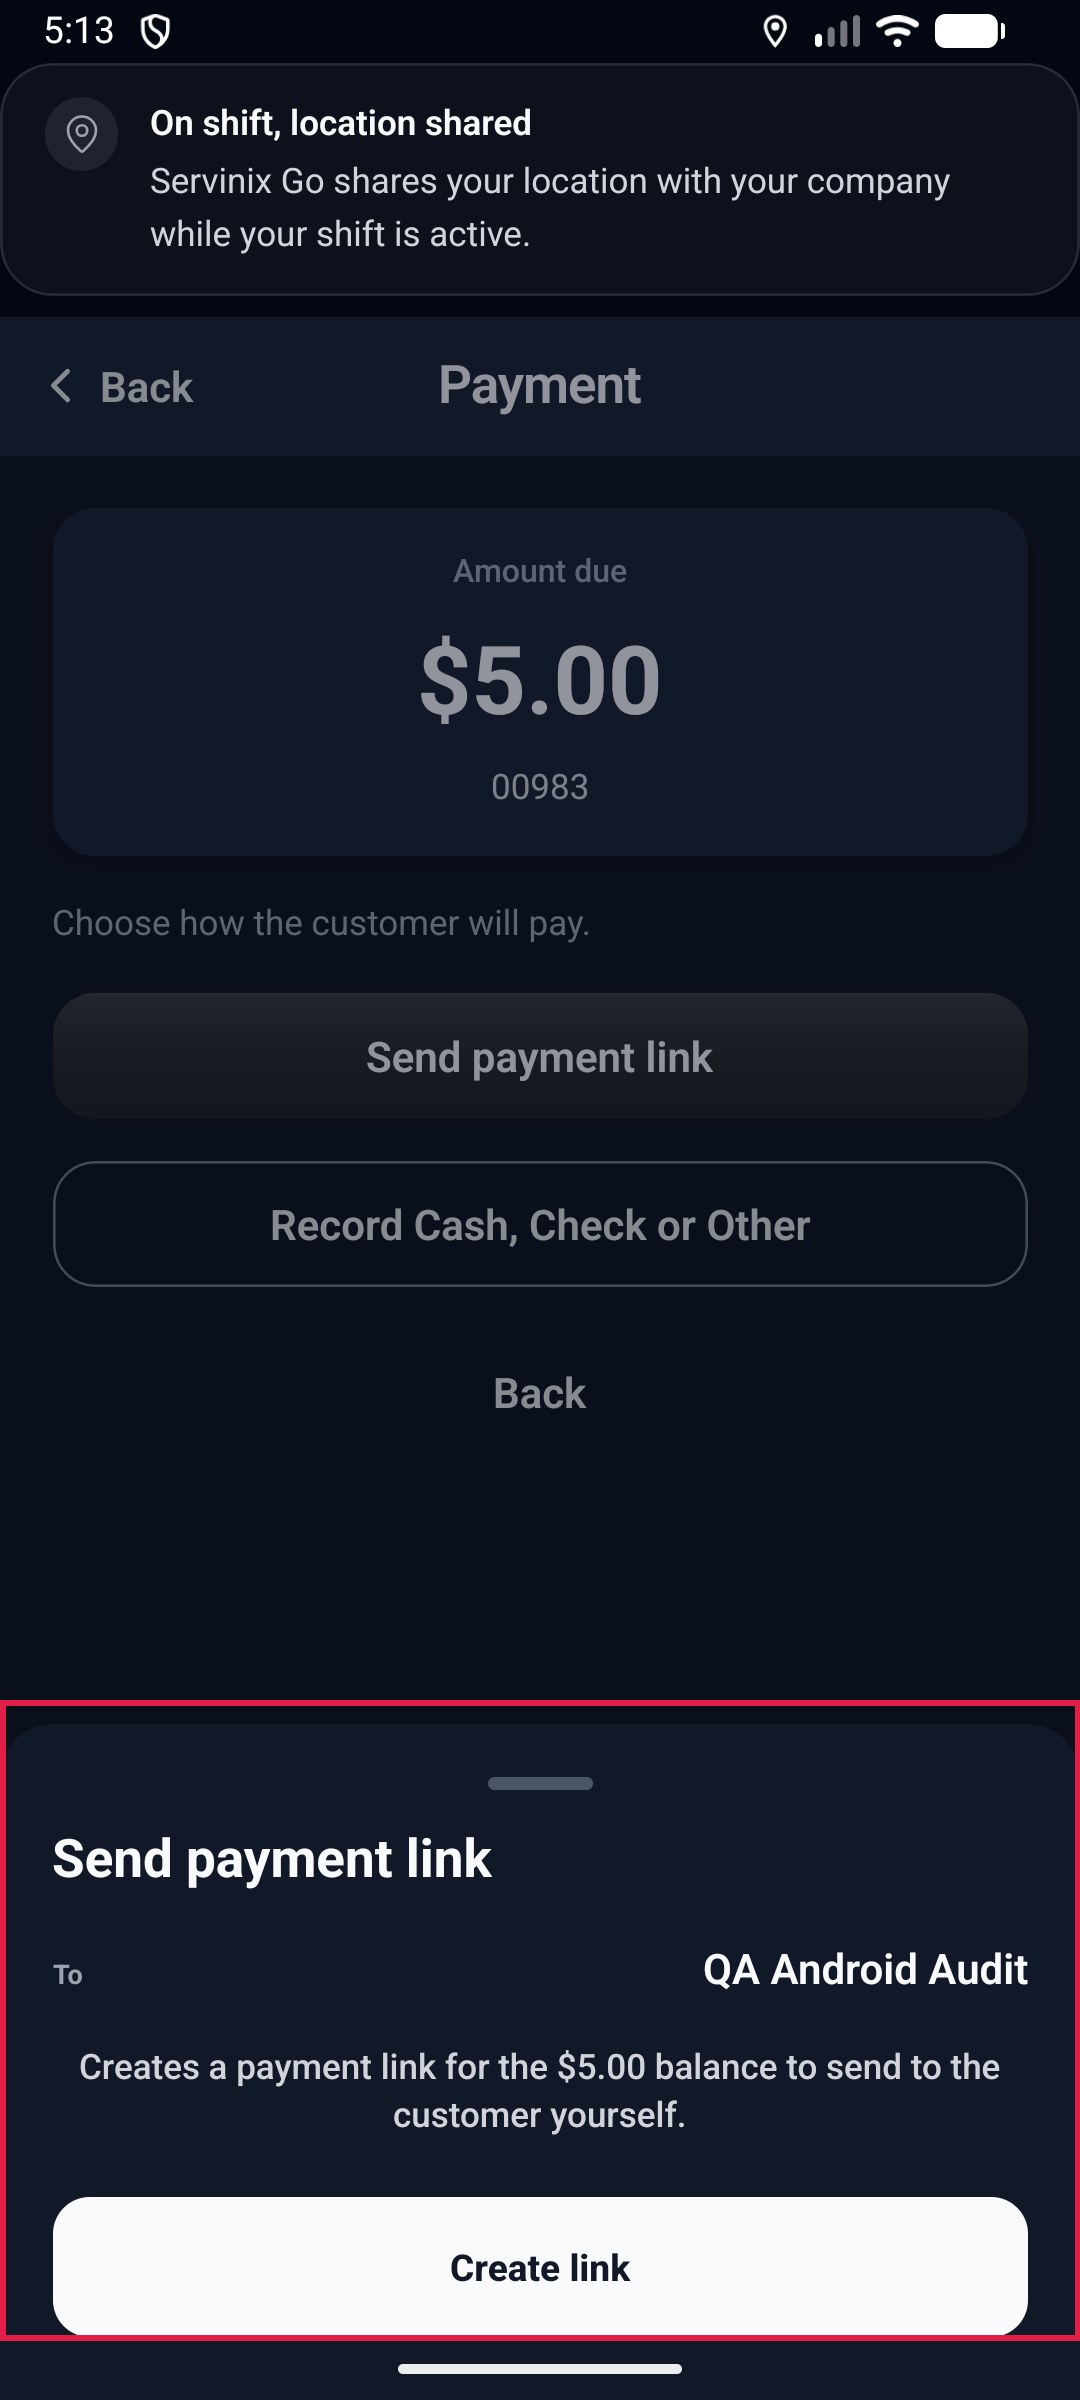 5:13
On shift, location shared
Servinix Go shares your location with your company
while your shift is active.
Back
Payment
Amount due
$5.00
00983
Choose how the customer will pay.
Send payment link
Record Cash, Check or Other
Back
Send payment link
To
QA Android Audit
Creates a payment link for the $5.00 balance to send to the
customer yourself.
Create link